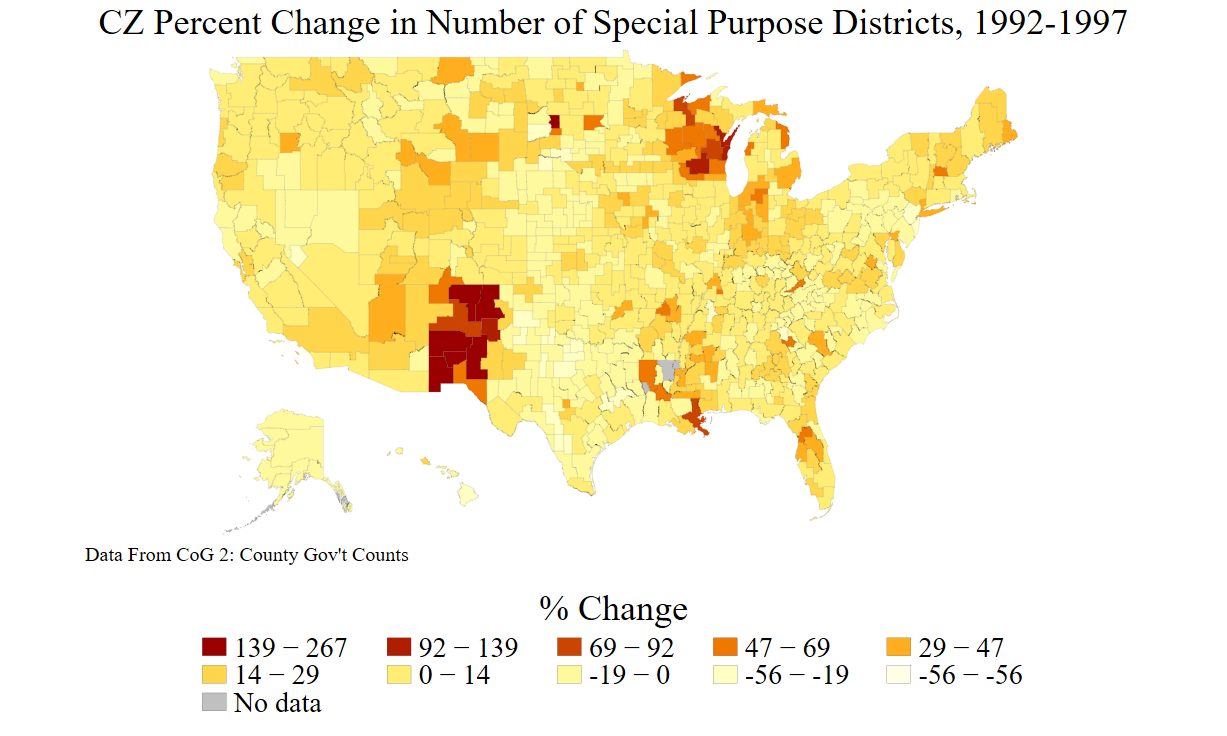 CZ Percent Change in Number of Special Purpose Districts, 1992-1997
Data From CoG 2: County Gov't Counts
% Change
139 − 267 92 − 139 69 − 92 47 − 69 29 − 47
14 − 29 0 − 14 -19 − 0 -56 − -19 -56 − -56
No data